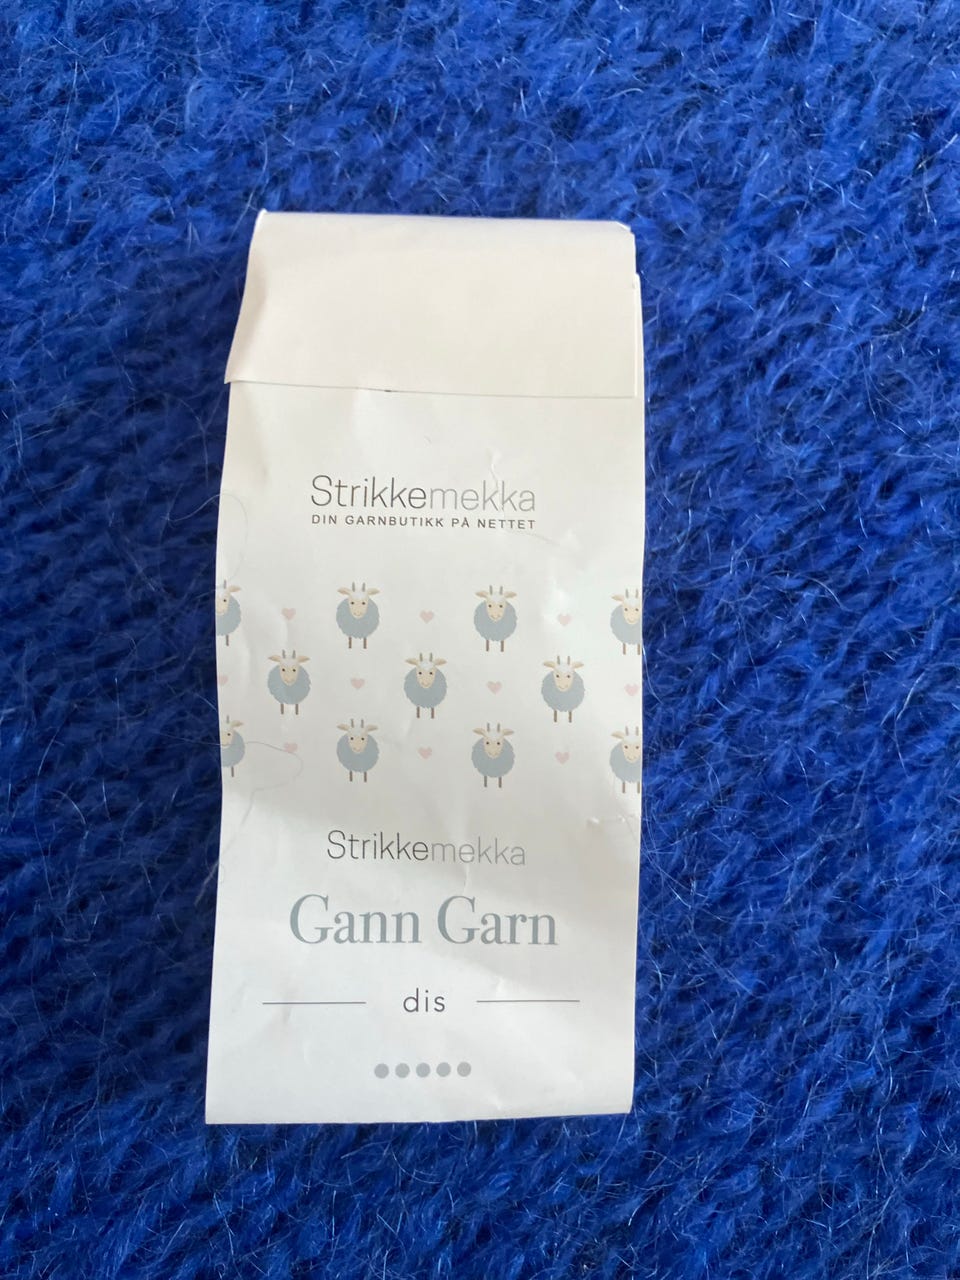 Strikkemekka
DIN GARNBUTIKK PÅ NETTET
Strikkemekka
Gann Garn
dis